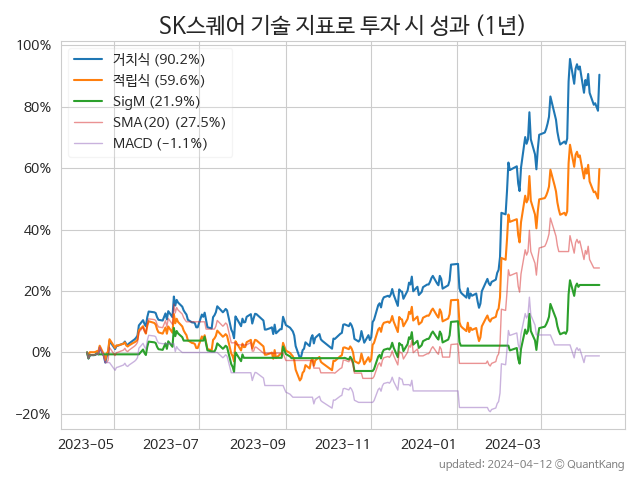 SK스퀘어 기술 지표로 투자 시 성과 (1년)
100%
80%
60%
40%
20%
0%
−20%
거치식 (90.2%)
적립식 (59.6%)
SigM (21.9%)
SMA(20) (27.5%)
MACD (−1.1%)
2023-05 2023-07 2023-09 2023-11 2024-01 2024-03
updated: 2024-04-12 © QuantKang